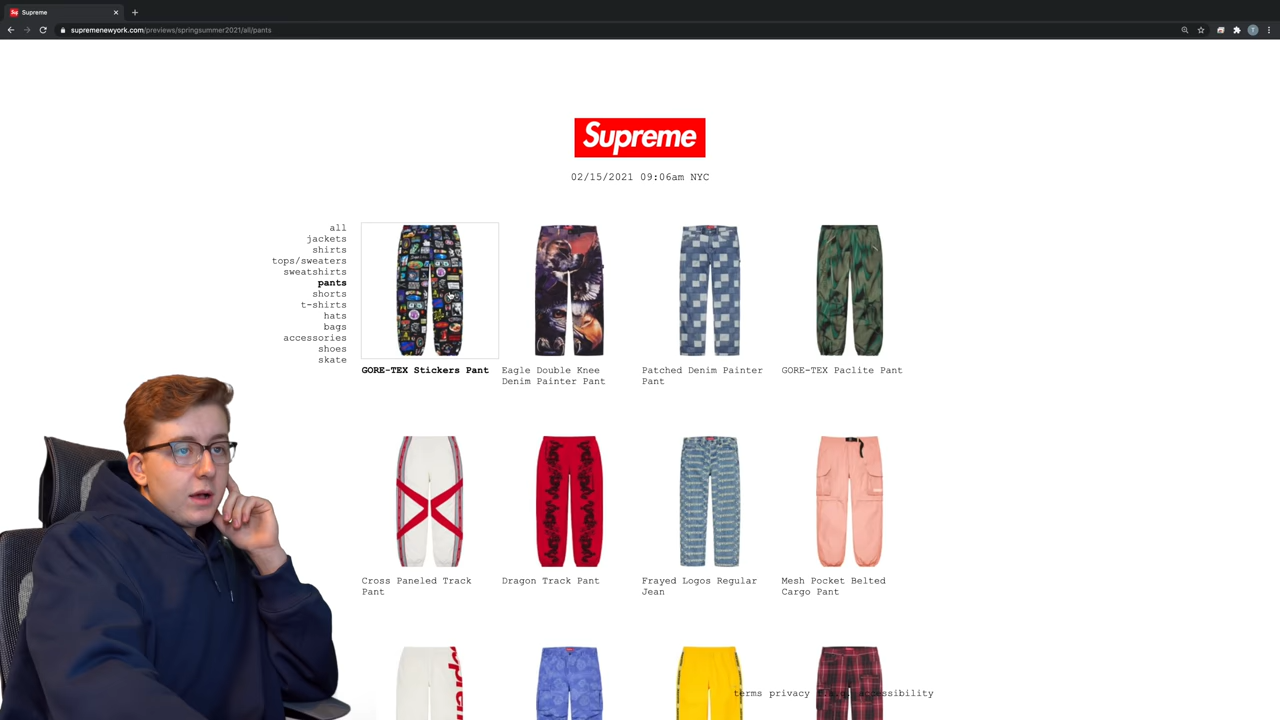 Supreme
supremenewyork.com/previews/springsummer2021/all/pants
Supreme
02/15/2021 09:06am NYC
all
jackets
shirts
tops/sweaters
sweatshirts
pants
shorts
t-shirts
hats
bags
accessories
shoes
skate
GORE-TEX Stickers Pant
Eagle Double Knee
Denim Painter Pant
Patched Denim Painter
Pant
GORE-TEX Paclite Pant
Cross Paneled Track
Pant
Dragon Track Pant
Frayed Logos Regular
Jean
Mesh Pocket Belted
Cargo Pant
terms privacy